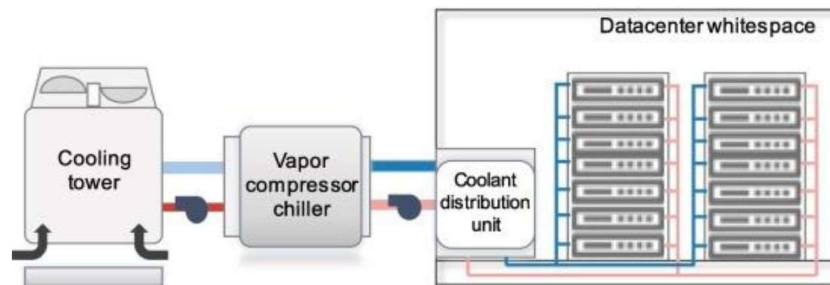 Datacenter whitespace
Cooling
tower
Vapor
compressor
chiller
Coolant
distribution
unit